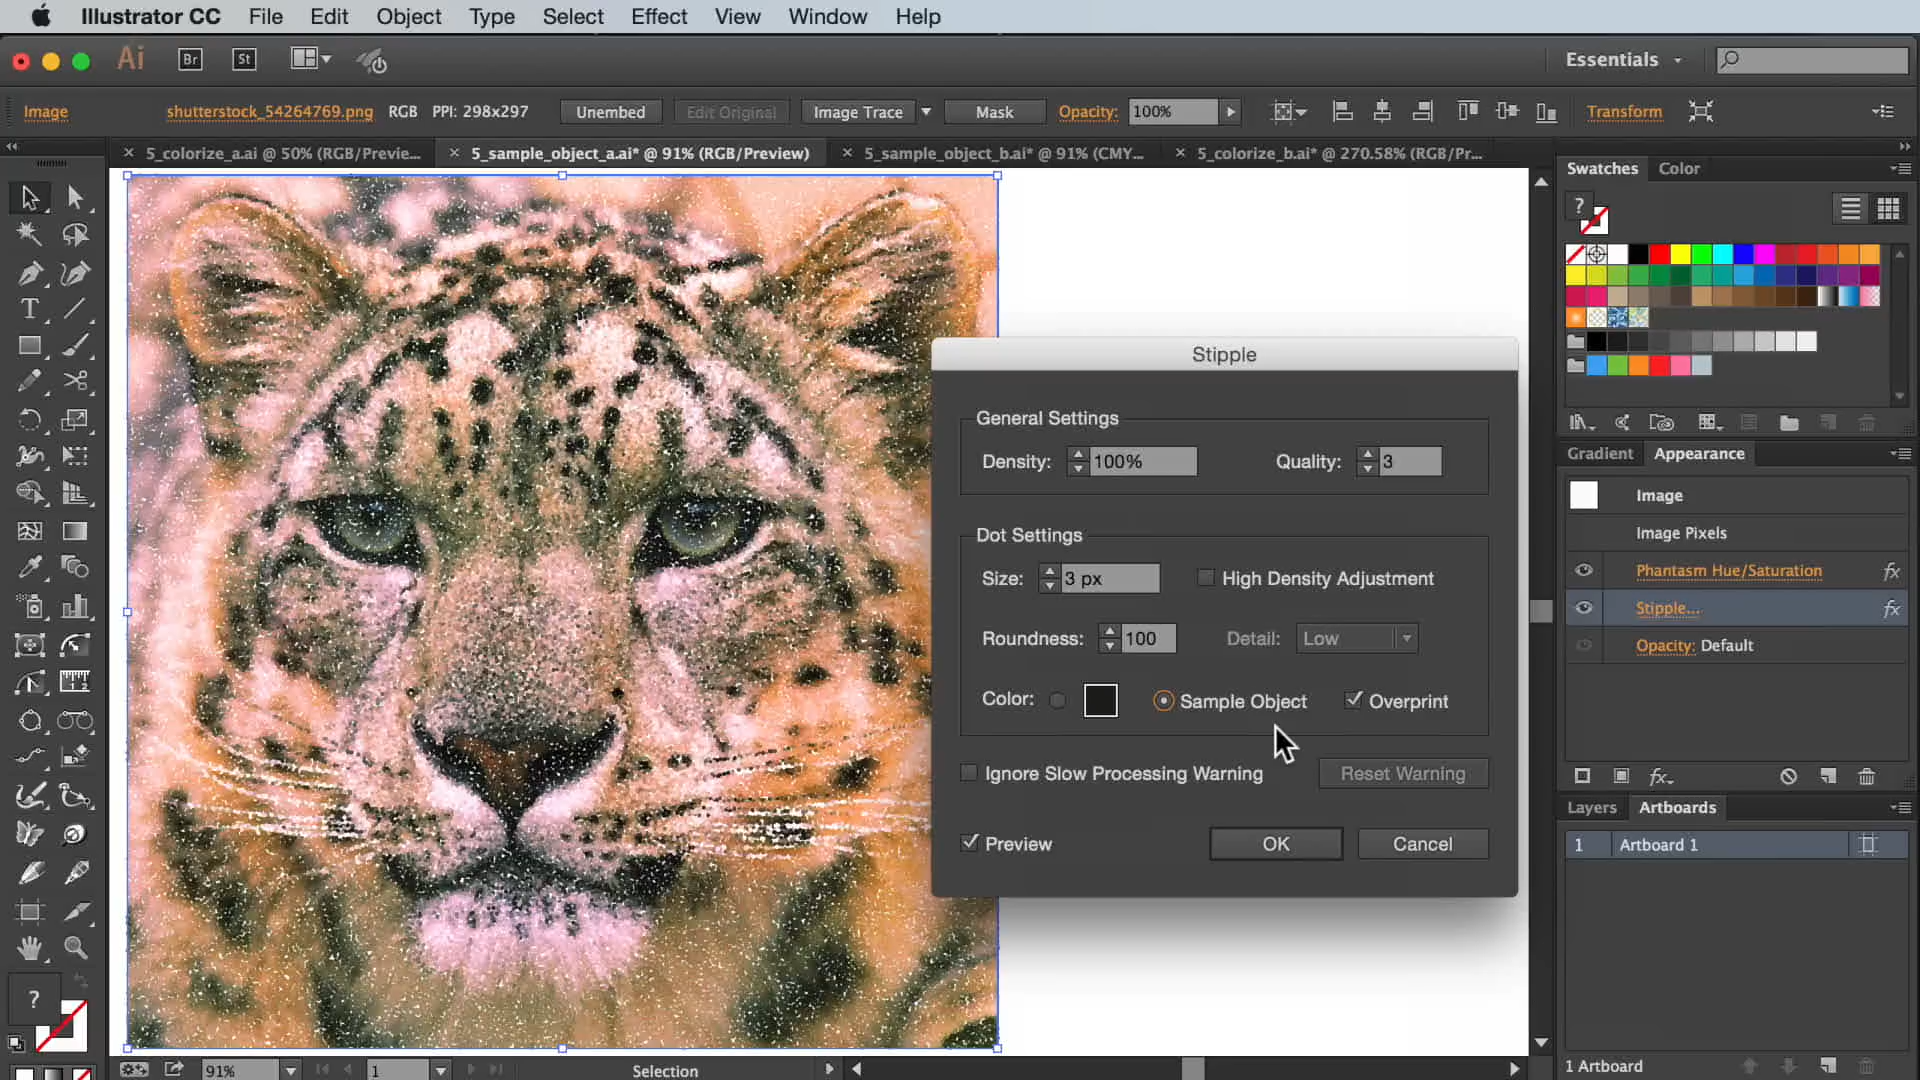 Illustrator CC File Edit Object Type Select Effect View Window Help
Ai Br St Essentials
Image shutterstock_54264769.png RGB PPI: 298x297 Unembed Edit Original Image Trace Mask Opacity: 100% Transform
5_colorize_a.ai @ 50% (RGB/Previe... 5_sample_object_a.ai* @ 91% (RGB/Preview) 5_sample_object_b.ai* @ 91% (CMY... 5_colorize_b.ai* @ 270.58% (RGB/Pr...
Swatches Color
?
Stipple
General Settings
Density: 100% Quality: 3
Dot Settings
Size: 3 px High Density Adjustment
Roundness: 100 Detail: Low
Color: Sample Object Overprint
Ignore Slow Processing Warning Reset Warning
Preview OK Cancel
Gradient Appearance
Image
Image Pixels
Phantasm Hue/Saturation fx
Stipple... fx
Opacity: Default
fx
Layers Artboards
1 Artboard 1
1 Artboard
T
1 2
?
91% 1 Selection